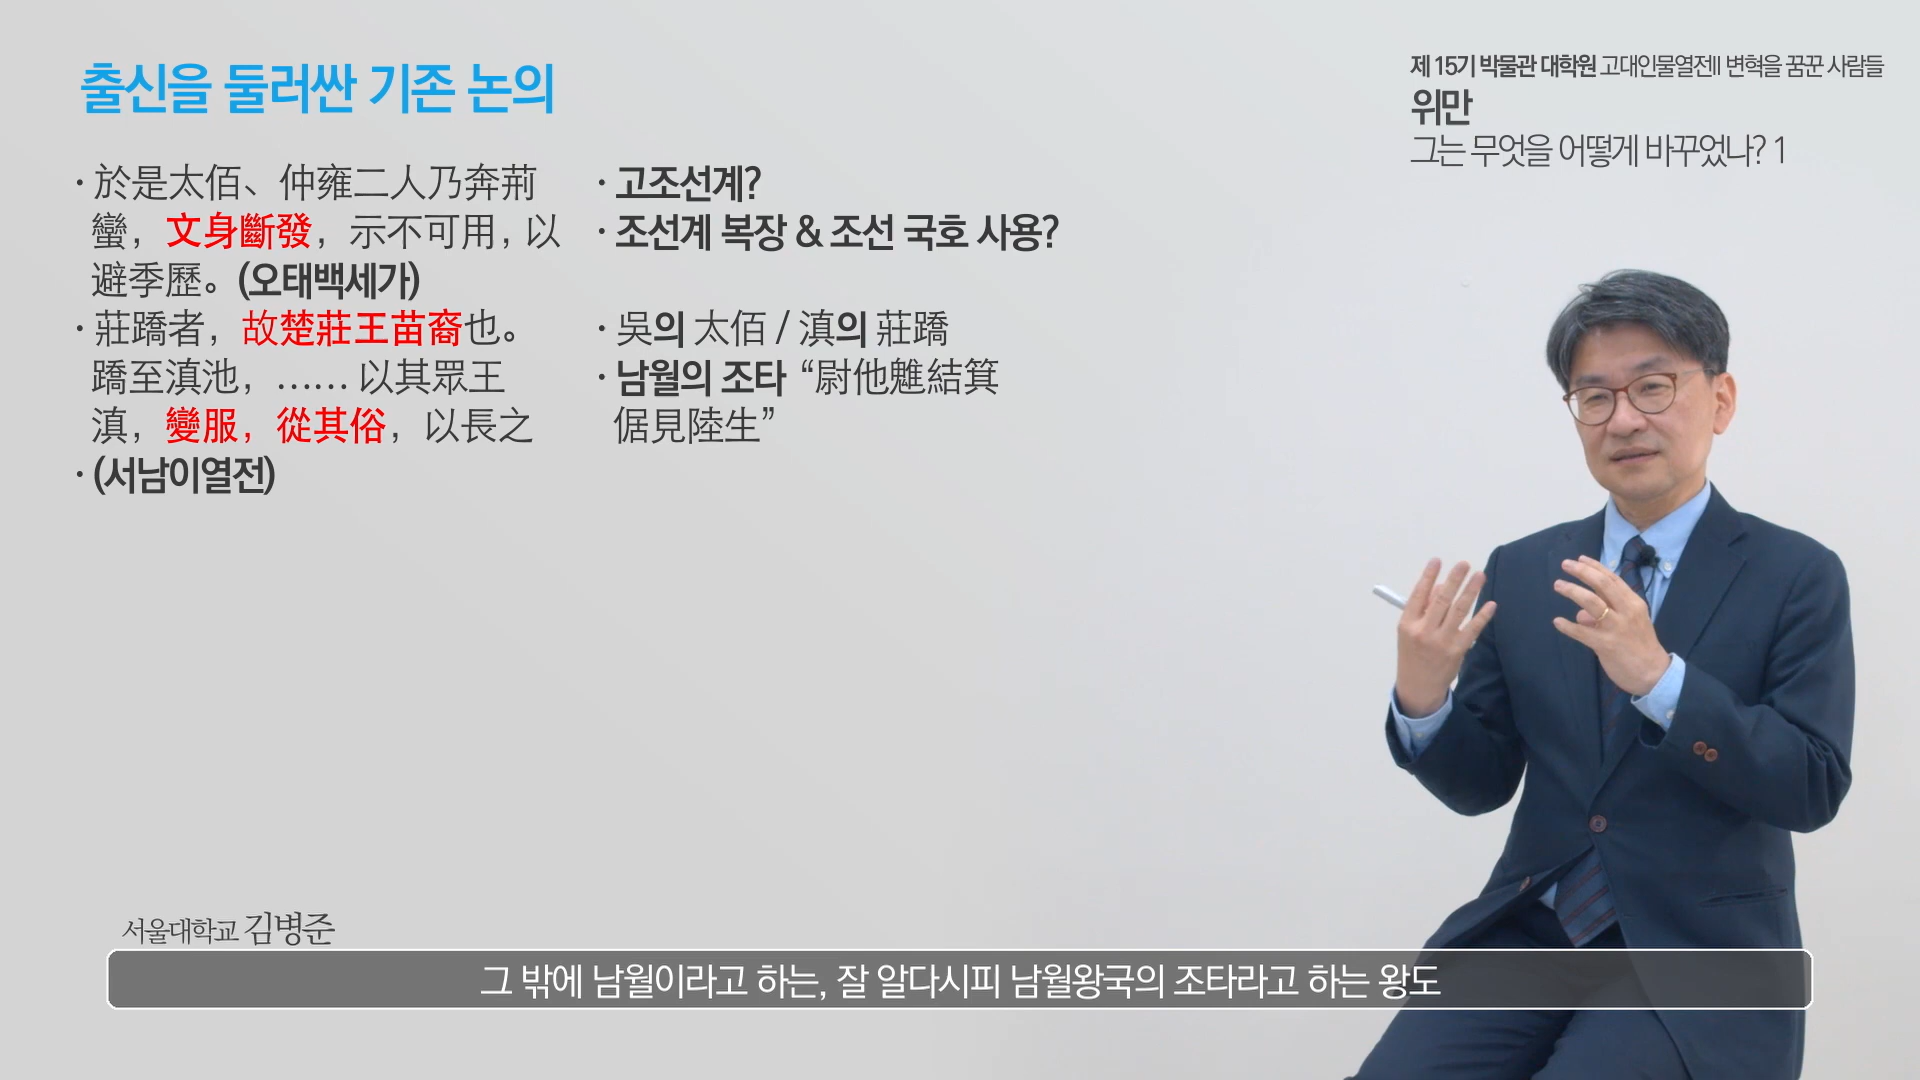 출신을 둘러싼 기존 논의
제 15기 박물관 대학원 고대인물열전II 변혁을 꿈꾼 사람들
위만
그는 무엇을 어떻게 바꾸었나? 1
· 於是太佰、仲雍二人乃奔荊
蠻，文身斷發，示不可用, 以
避季歷。(오태백세가)
· 莊蹻者，故楚莊王苗裔也。
蹻至滇池，…… 以其眾王
滇，變服，從其俗，以長之
· (서남이열전)
· 고조선계?
· 조선계 복장 & 조선 국호 사용?
· 吳의 太佰 / 滇의 莊蹻
· 남월의 조타 “尉他魋結箕
倨見陸生”
서울대학교 김병준
그 밖에 남월이라고 하는, 잘 알다시피 남월왕국의 조타라고 하는 왕도